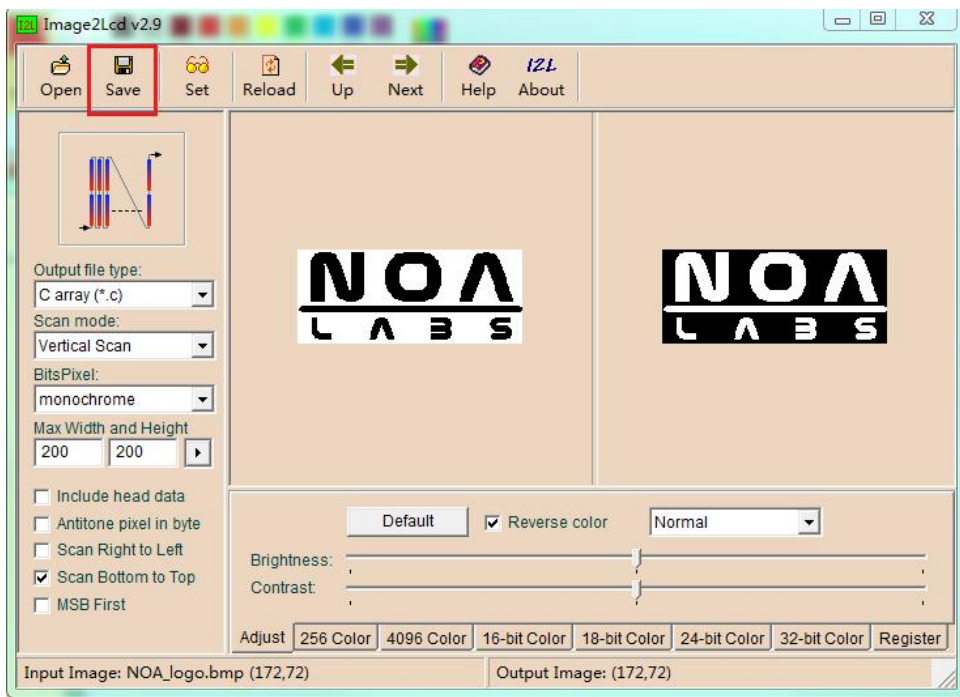 I2L Image2Lcd v2.9
Open Save Set Reload Up Next Help I2L About
Output file type:
C array (*.c)
Scan mode:
Vertical Scan
BitsPixel:
monochrome
Max Width and Height
200 200
Include head data
Antitone pixel in byte
Scan Right to Left
Scan Bottom to Top
MSB First
NOA
LABS
NOA
LABS
Default Reverse color Normal
Brightness:
Contrast:
Adjust 256 Color 4096 Color 16-bit Color 18-bit Color 24-bit Color 32-bit Color Register
Input Image: NOA_logo.bmp (172,72) Output Image: (172,72)